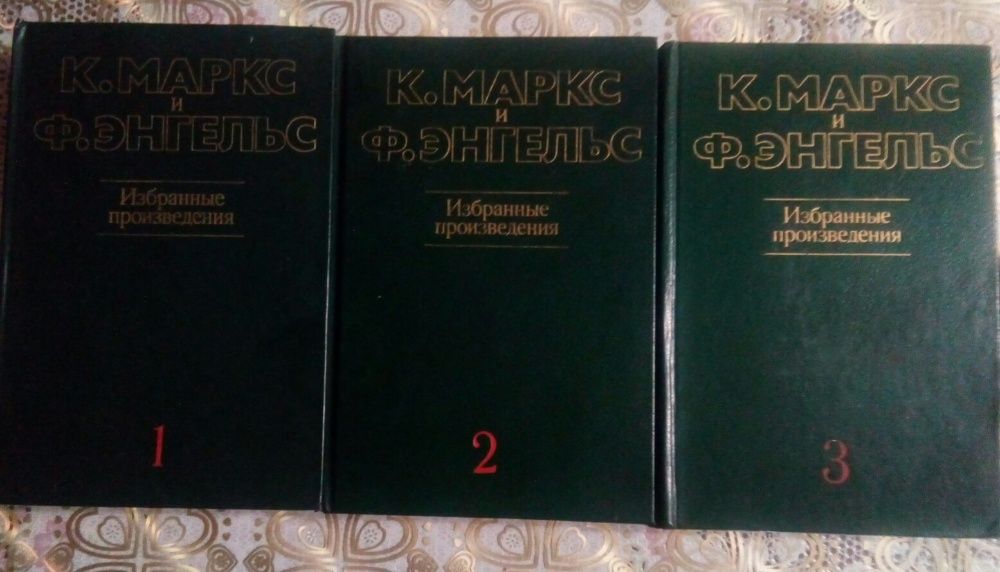 К. МАРКС
и
Ф. ЭНГЕЛЬС
Избранные
произведения
1
К. МАРКС
и
Ф. ЭНГЕЛЬС
Избранные
произведения
2
К. МАРКС
и
Ф. ЭНГЕЛЬС
Избранные
произведения
3